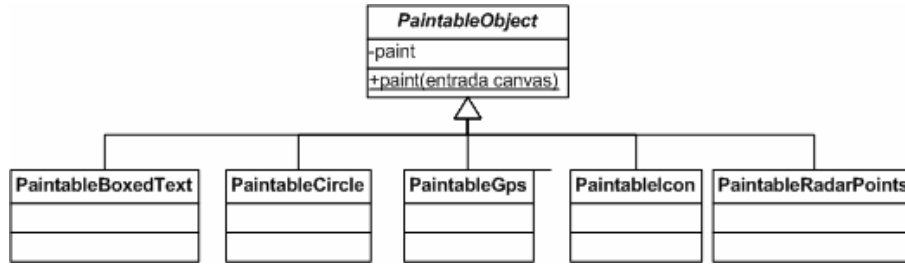 PaintableObject
-paint
+paint(entrada canvas)
PaintableBoxedText
PaintableCircle
PaintableGps
PaintableIcon
PaintableRadarPoints